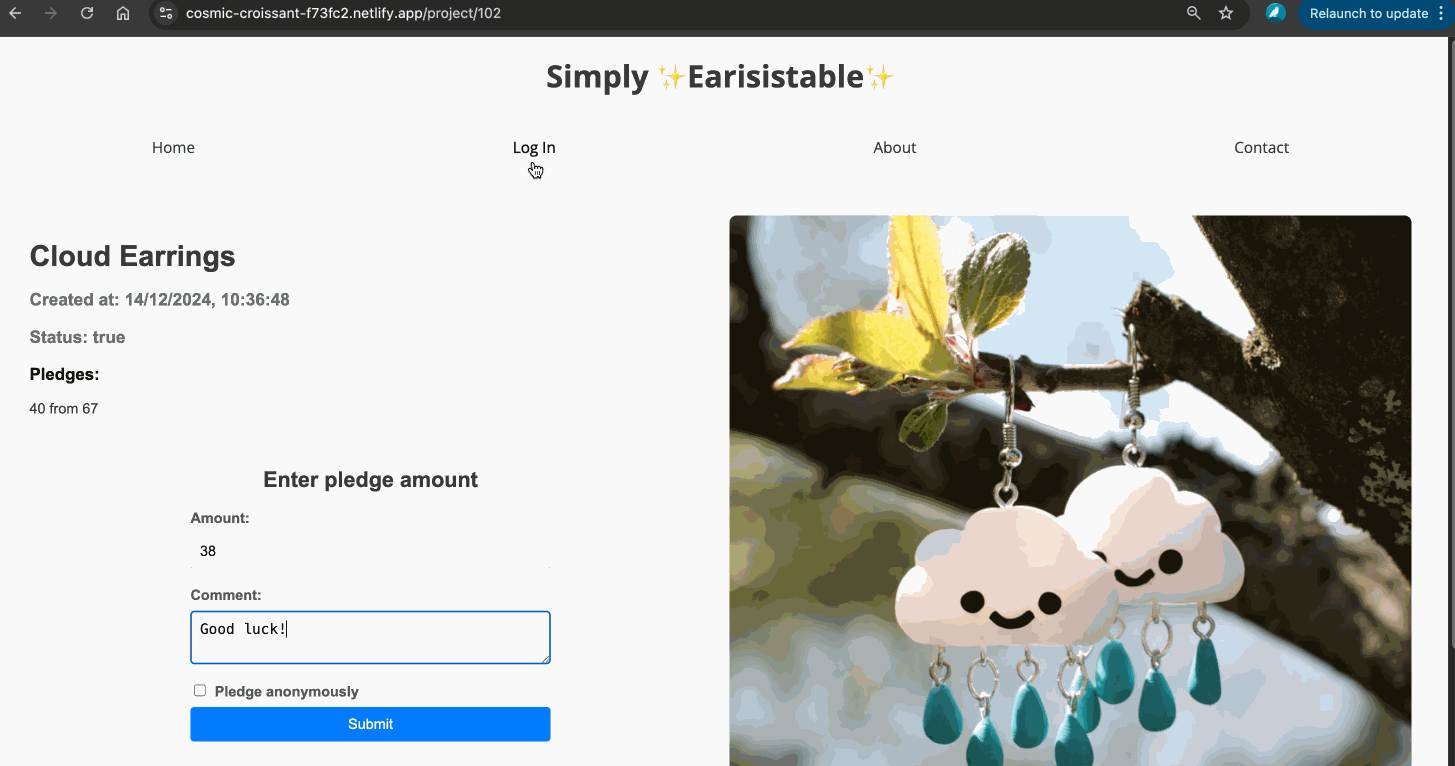 cosmic-croissant-f73fc2.netlify.app/project/102
Relaunch to update
Simply ✨Earisistable✨
Home
Log In
About
Contact
Cloud Earrings
Created at: 14/12/2024, 10:36:48
Status: true
Pledges:
40 from 67
Enter pledge amount
Amount:
38
Comment:
Good luck!
Pledge anonymously
Submit